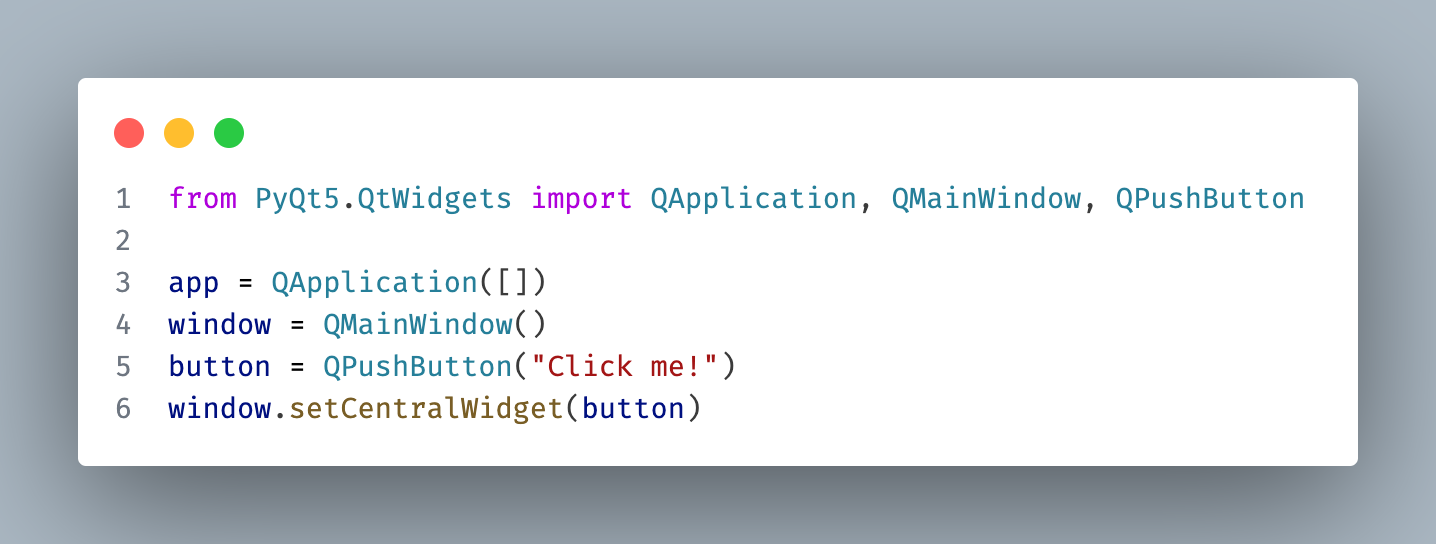 1 from PyQt5.QtWidgets import QApplication, QMainWindow, QPushButton
2
3 app = QApplication([])
4 window = QMainWindow()
5 button = QPushButton("Click me!")
6 window.setCentralWidget(button)